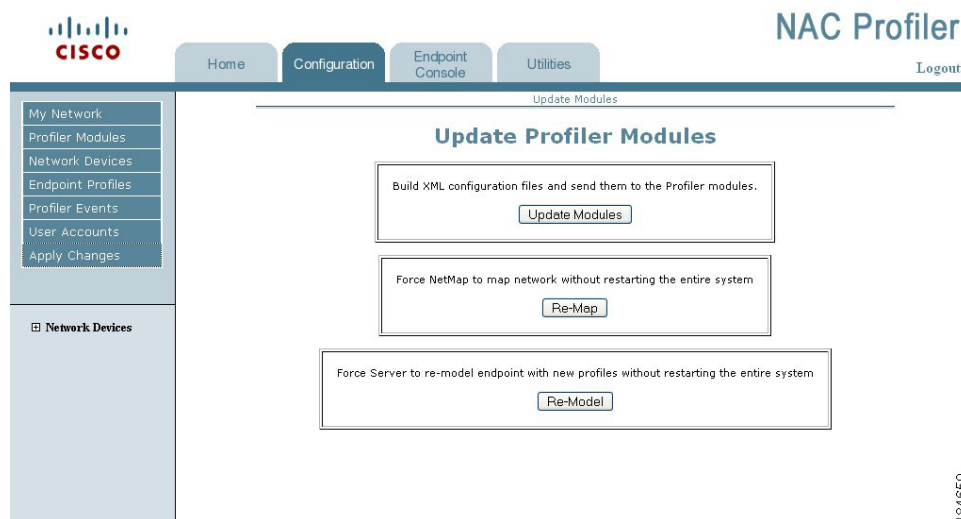 CISCO
NAC Profiler
Home
Configuration
Endpoint
Console
Utilities
Logout
My Network
Profiler Modules
Network Devices
Endpoint Profiles
Profiler Events
User Accounts
Apply Changes
Network Devices
Update Modules
Update Profiler Modules
Build XML configuration files and send them to the Profiler modules.
Update Modules
Force NetMap to map network without restarting the entire system
Re-Map
Force Server to re-model endpoint with new profiles without restarting the entire system
Re-Model